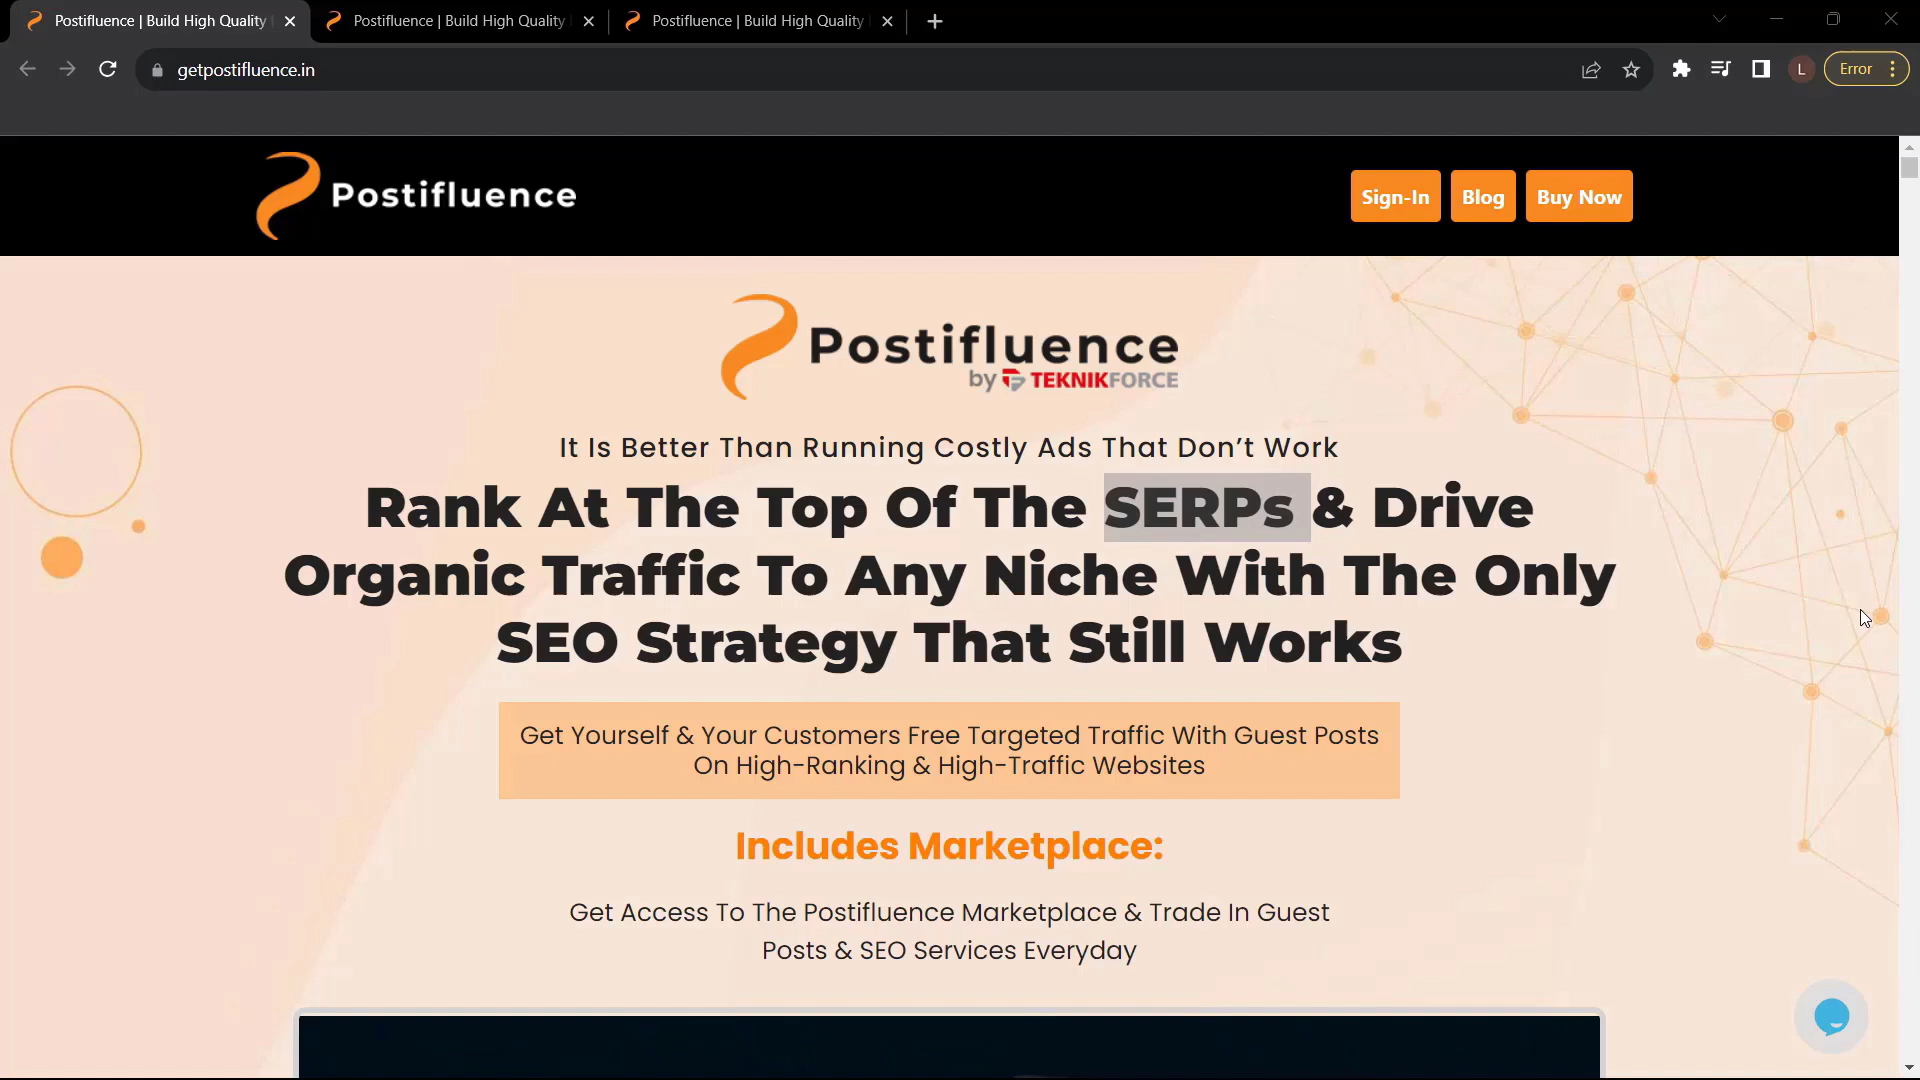 Postifluence | Build High Quality
Postifluence | Build High Quality
Postifluence | Build High Quality
getpostifluence.in
L
Error
Postifluence
Sign-In
Blog
Buy Now
Postifluence
by TEKNIKFORCE
It Is Better Than Running Costly Ads That Don’t Work
Rank At The Top Of The SERPs & Drive
Organic Traffic To Any Niche With The Only
SEO Strategy That Still Works
Get Yourself & Your Customers Free Targeted Traffic With Guest Posts
On High-Ranking & High-Traffic Websites
Includes Marketplace:
Get Access To The Postifluence Marketplace & Trade In Guest
Posts & SEO Services Everyday